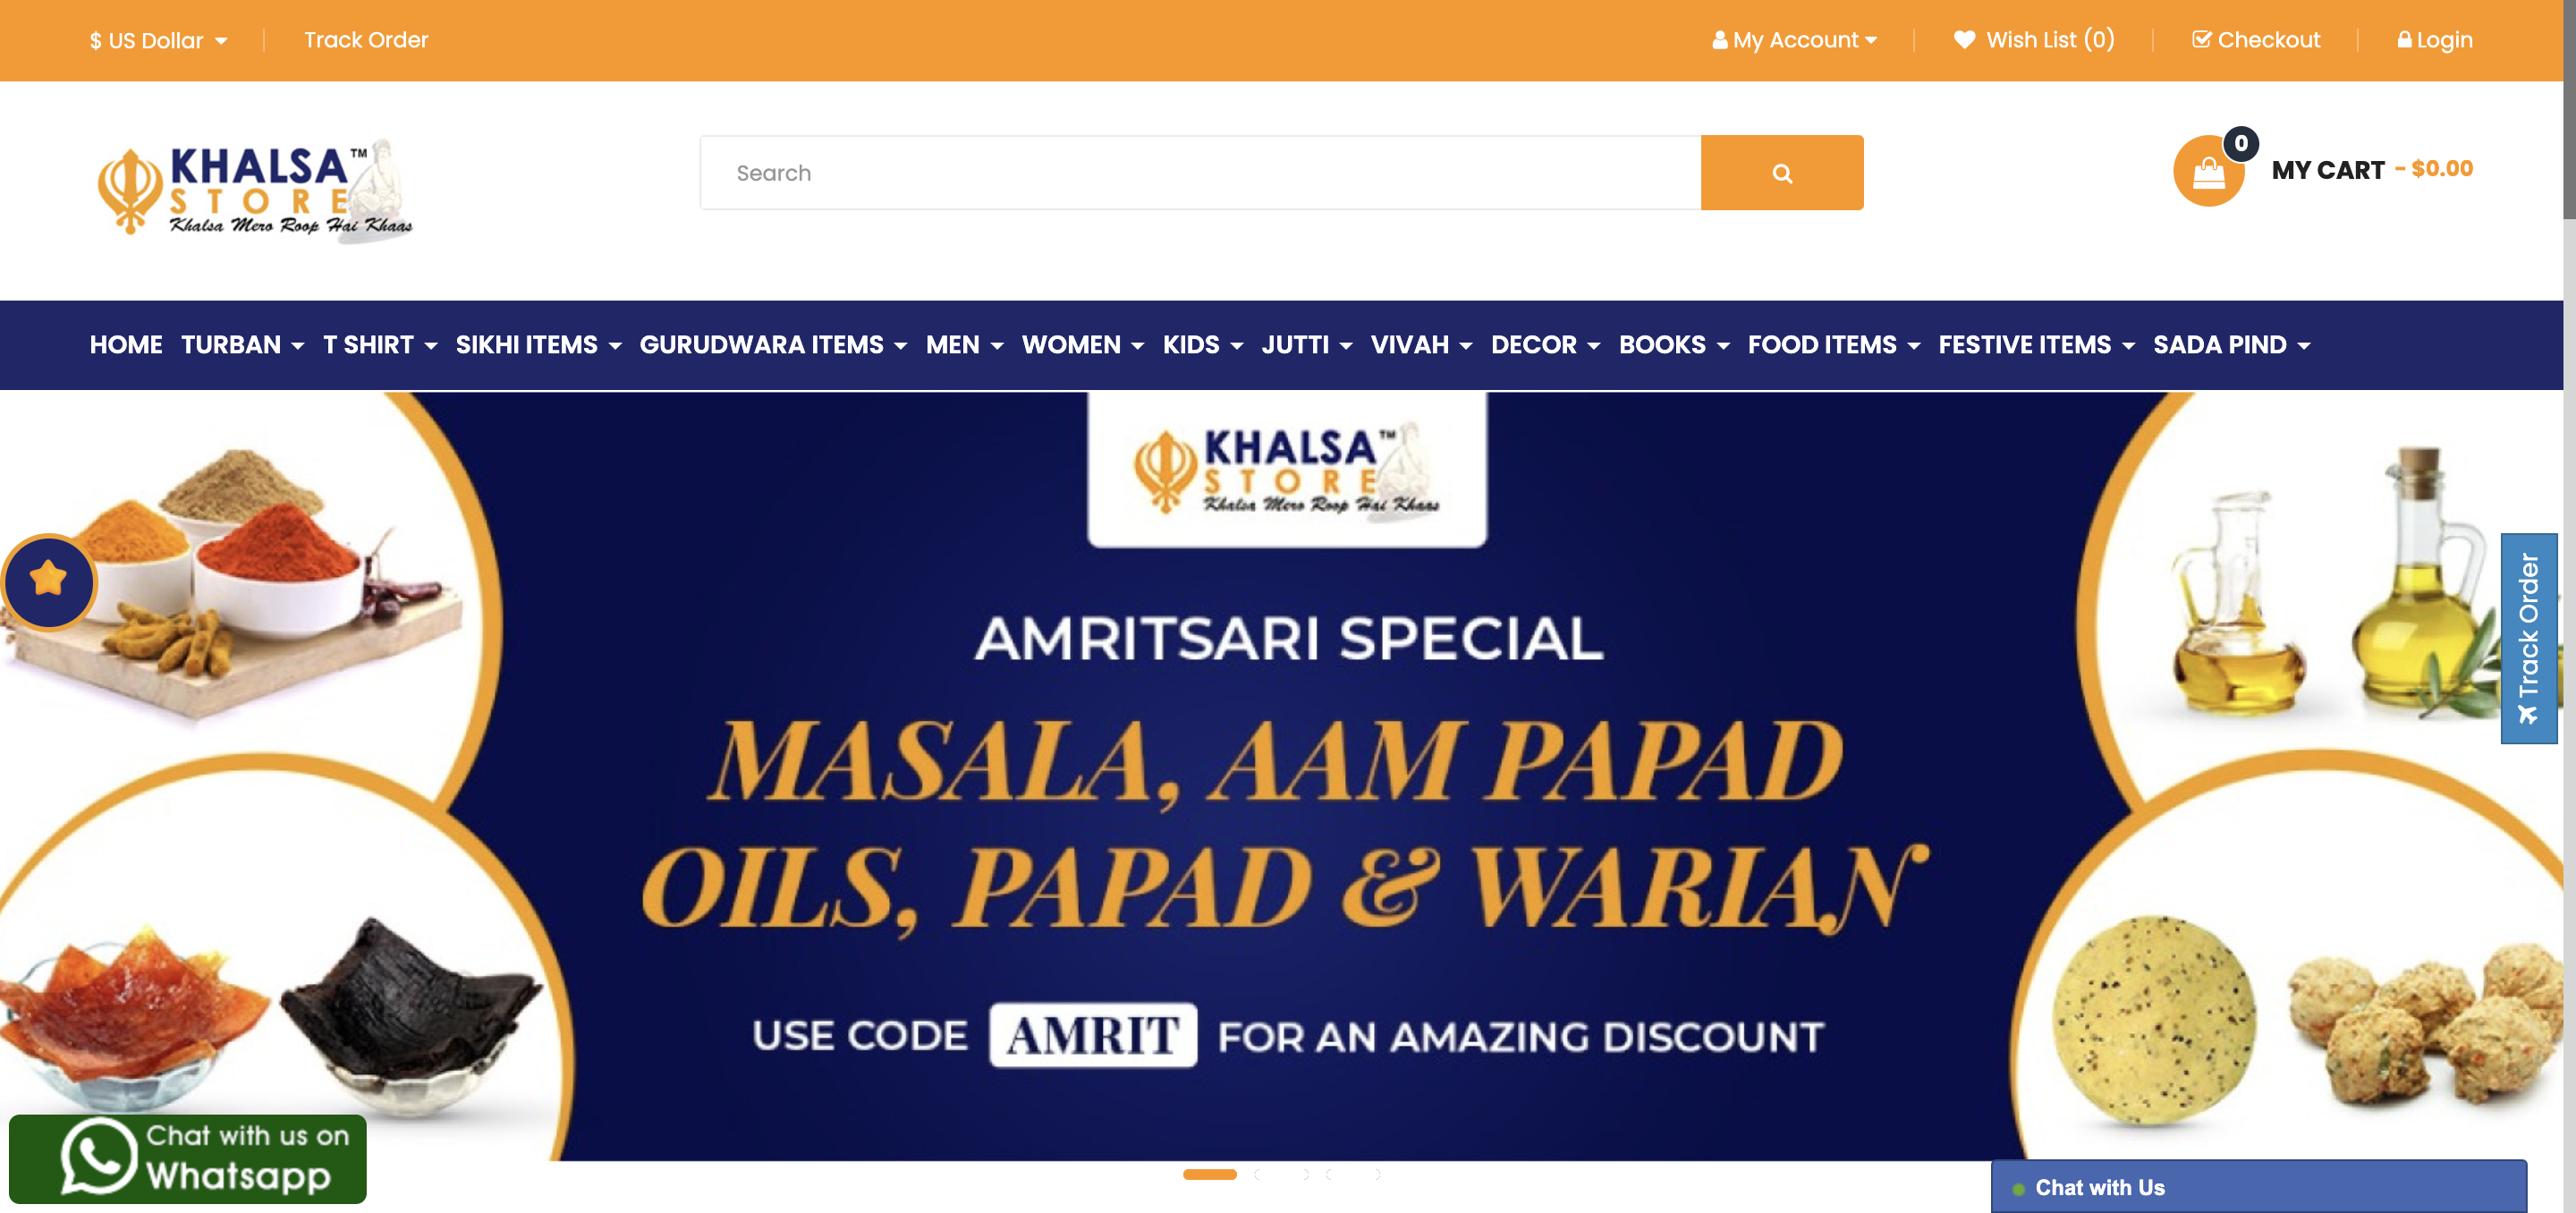 $ US Dollar Track Order My Account Wish List (0) Checkout Login
KHALSA™
STORE
Khalsa Mero Roop Hai Khaas
Search
0
MY CART - $0.00
HOME TURBAN T SHIRT SIKHI ITEMS GURUDWARA ITEMS MEN WOMEN KIDS JUTTI VIVAH DECOR BOOKS FOOD ITEMS FESTIVE ITEMS SADA PIND
KHALSA™
STORE
Khalsa Mero Roop Hai Khaas
AMRITSARI SPECIAL
MASALA, AAM PAPAD
OILS, PAPAD & WARIAN
USE CODE AMRIT FOR AN AMAZING DISCOUNT
Track Order
Chat with us on
Whatsapp
Chat with Us